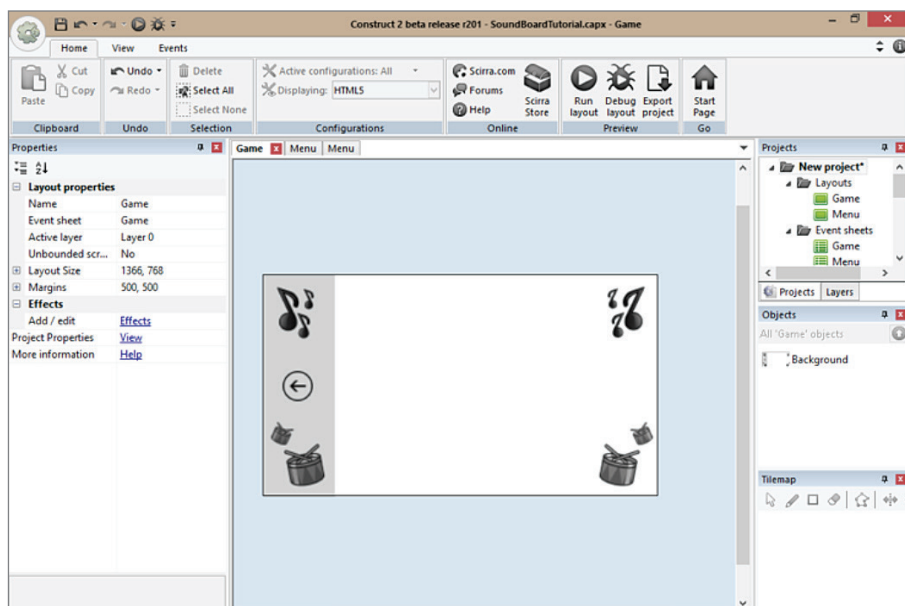 Construct 2 beta release r201 - SoundBoardTutorial.capx - Game
Home View Events
Paste
Cut
Copy
Clipboard
Undo
Redo
Undo
Delete
Select All
Select None
Selection
Active configurations: All
Displaying: HTML5
Configurations
Scirra.com
Forums
Help
Scirra
Store
Online
Run
layout
Debug
layout
Export
project
Preview
Start
Page
Go
Properties
Layout properties
Name Game
Event sheet Game
Active layer Layer 0
Unbounded scr... No
Layout Size 1366, 768
Margins 500, 500
Effects
Add / edit Effects
Project Properties View
More information Help
Game Menu Menu
Projects
New project*
Layouts
Game
Menu
Event sheets
Game
Menu
Projects Layers
Objects
All 'Game' objects
Background
Tilemap